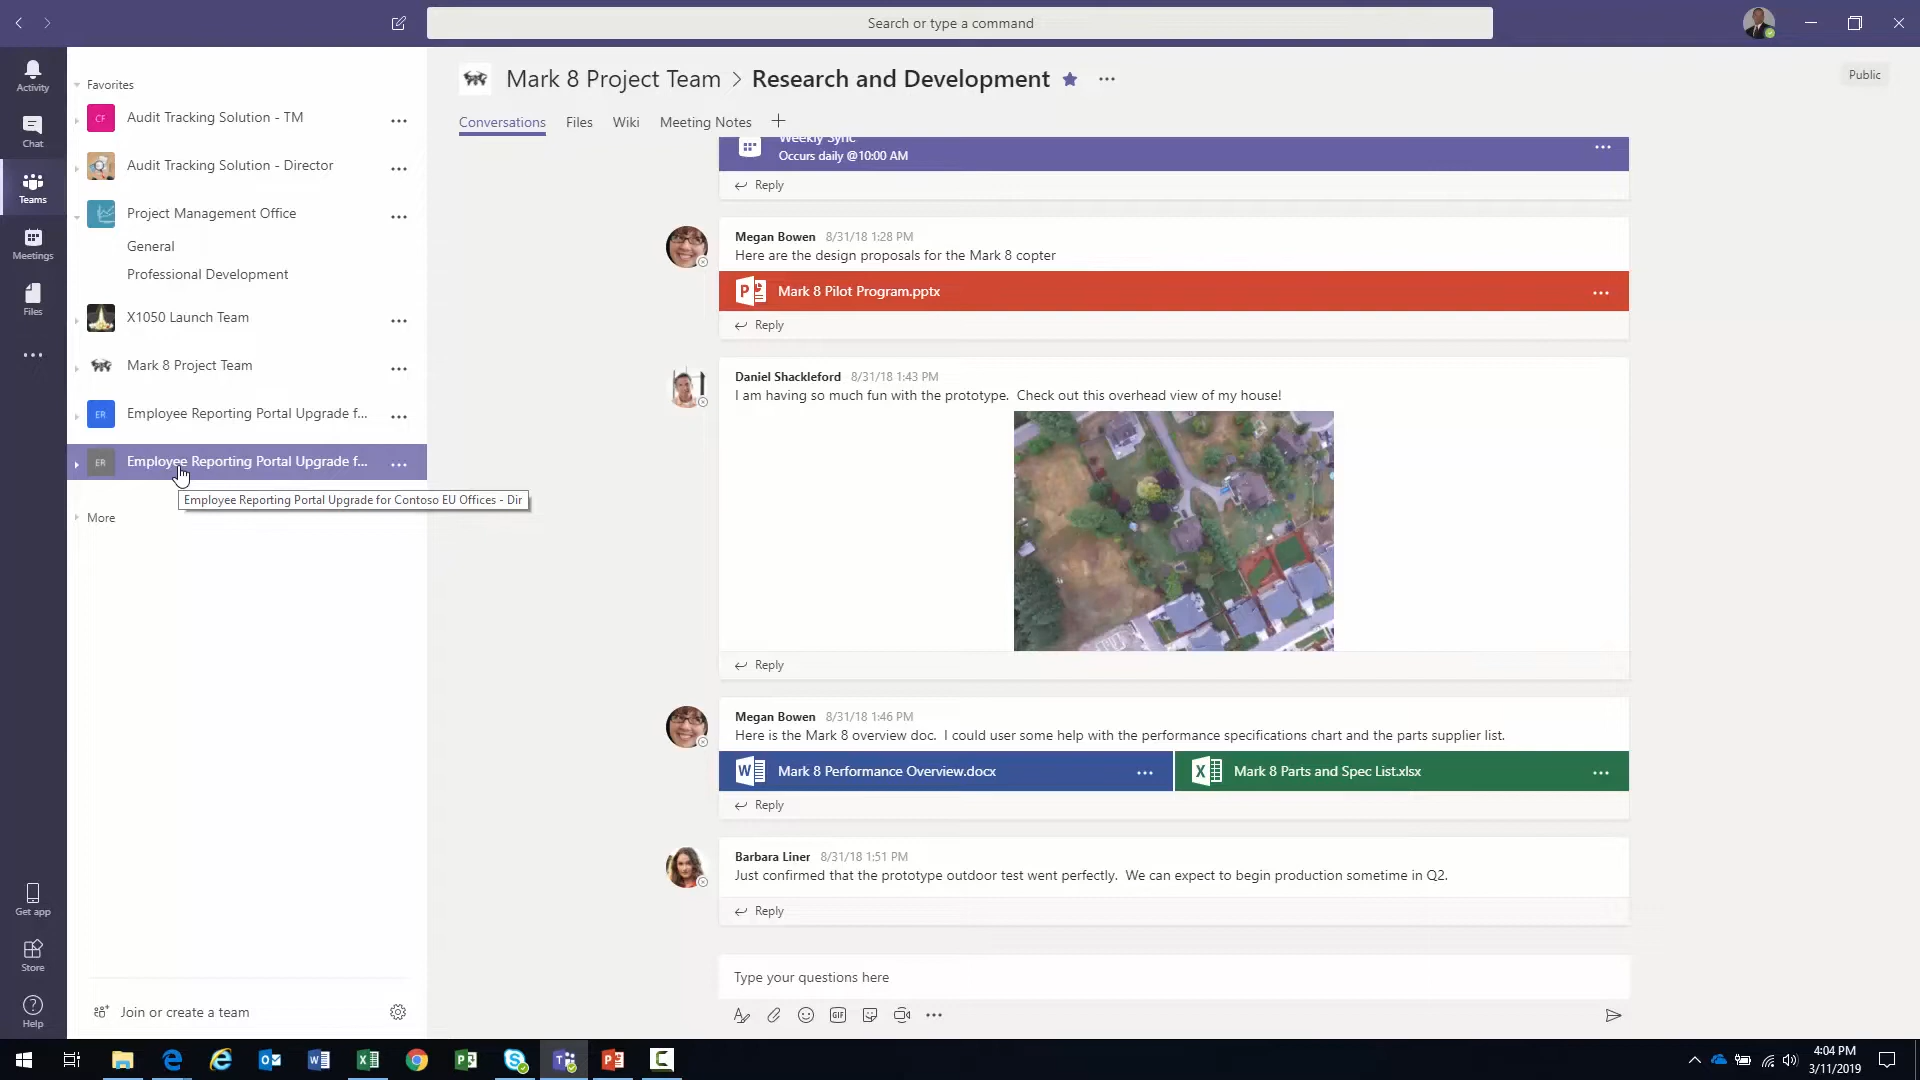 Search or type a command
Activity
Chat
Teams
Meetings
Files
Get app
Store
Help
Favorites
CF Audit Tracking Solution - TM
Audit Tracking Solution - Director
Project Management Office
General
Professional Development
X1050 Launch Team
Mark 8 Project Team
ER Employee Reporting Portal Upgrade f...
ER Employee Reporting Portal Upgrade f...
Employee Reporting Portal Upgrade for Contoso EU Offices - Dir
More
Join or create a team
Mark 8 Project Team > Research and Development
Public
Conversations Files Wiki Meeting Notes
Weekly Sync
Occurs daily @10:00 AM
Reply
Megan Bowen 8/31/18 1:28 PM
Here are the design proposals for the Mark 8 copter
Mark 8 Pilot Program.pptx
Reply
Daniel Shackleford 8/31/18 1:43 PM
I am having so much fun with the prototype. Check out this overhead view of my house!
Reply
Megan Bowen 8/31/18 1:46 PM
Here is the Mark 8 overview doc. I could user some help with the performance specifications chart and the parts supplier list.
Mark 8 Performance Overview.docx Mark 8 Parts and Spec List.xlsx
Reply
Barbara Liner 8/31/18 1:51 PM
Just confirmed that the prototype outdoor test went perfectly. We can expect to begin production sometime in Q2.
Reply
Type your questions here
GIF
4:04 PM
3/11/2019